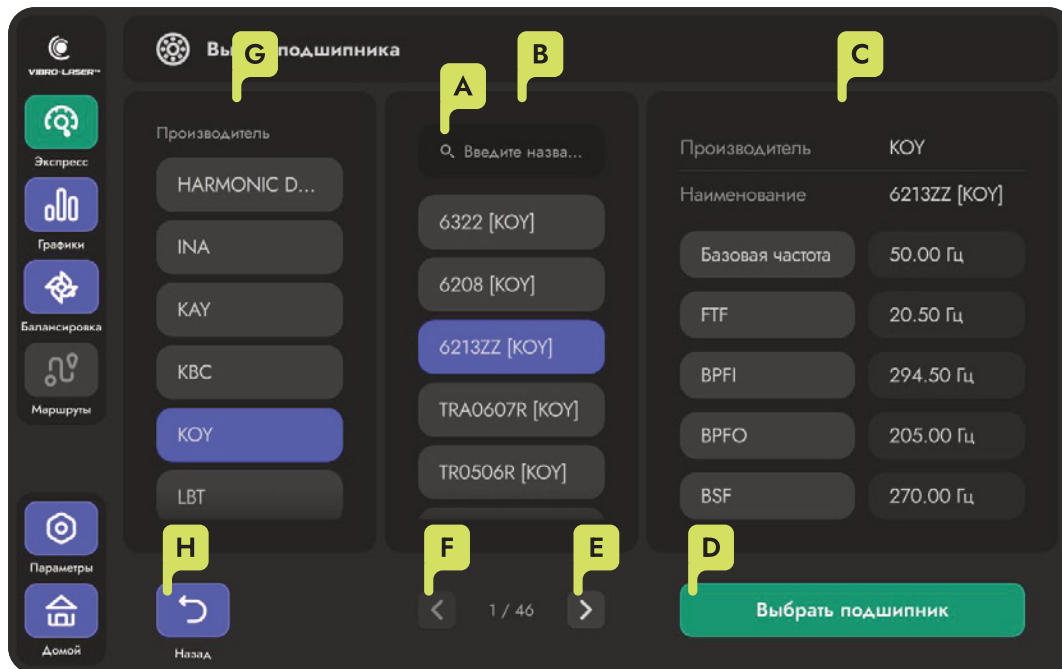 VIBRO-LASER™
Экспресс
Графики
Балансировка
Маршруты
Параметры
Домой
подшипника
G
B
C
A
Производитель
HARMONIC D...
INA
KAY
KBC
KOY
LBT
Введите назва...
6322 [KOY]
6208 [KOY]
6213ZZ [KOY]
TRA0607R [KOY]
TR0506R [KOY]
Производитель KOY
Наименование 6213ZZ [KOY]
Базовая частота 50.00 Гц
FTF 20.50 Гц
BPFI 294.50 Гц
BPFO 205.00 Гц
BSF 270.00 Гц
H
F
E
D
Назад
1 / 46
Выбрать подшипник